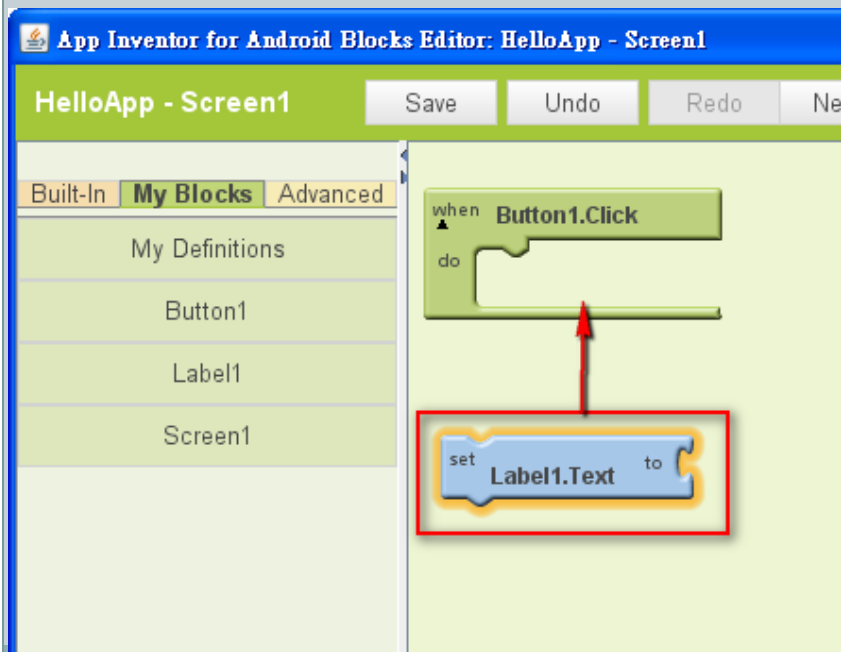 App Inventor for Android Blocks Editor: HelloApp - Screen1
HelloApp - Screen1 Save Undo Redo Ne
Built-In My Blocks Advanced
My Definitions
Button1
Label1
Screen1
when Button1.Click
do
set Label1.Text to